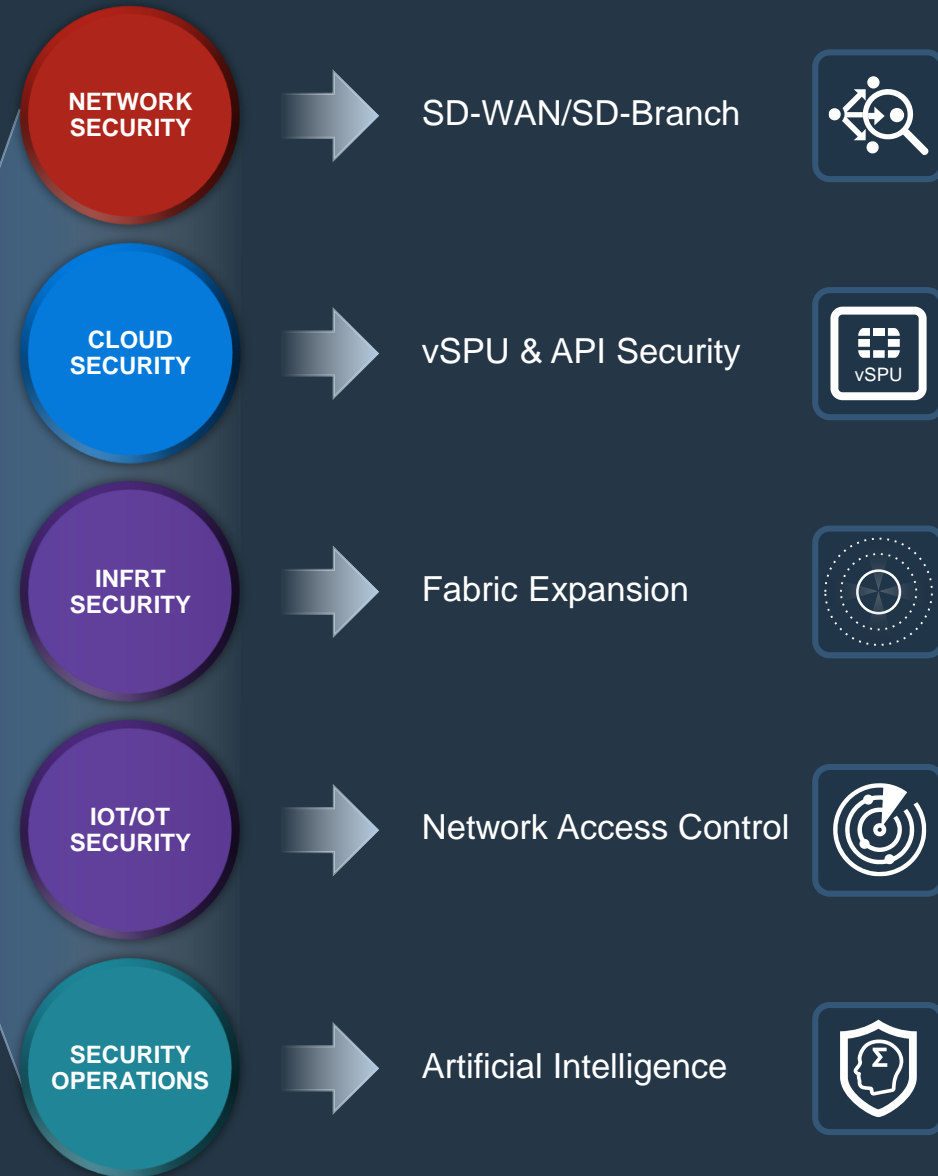 NETWORK
SECURITY
SD-WAN/SD-Branch
CLOUD
SECURITY
vSPU & API Security
vSPU
INFRT
SECURITY
Fabric Expansion
IOT/OT
SECURITY
Network Access Control
SECURITY
OPERATIONS
Artificial Intelligence
Σ